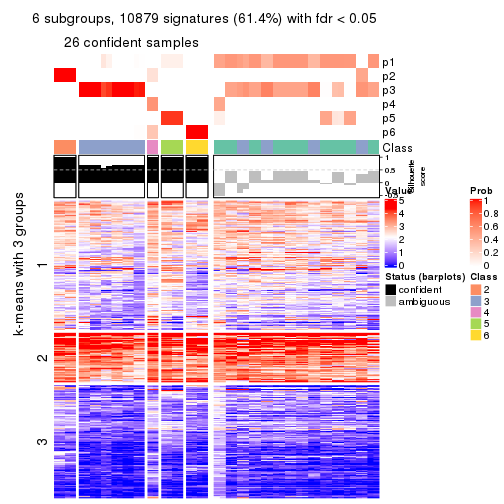 6 subgroups, 10879 signatures (61.4%) with fdr < 0.05
26 confident samples
p1
p2
p3
p4
p5
p6
Class
1
0.5
0
-0.5
Silhouette
score
k-means with 3 groups
1
2
3
Value
5
4
3
2
1
0
Prob
1
0.8
0.6
0.4
0.2
0
Status (barplots)
confident
ambiguous
Class
2
3
4
5
6